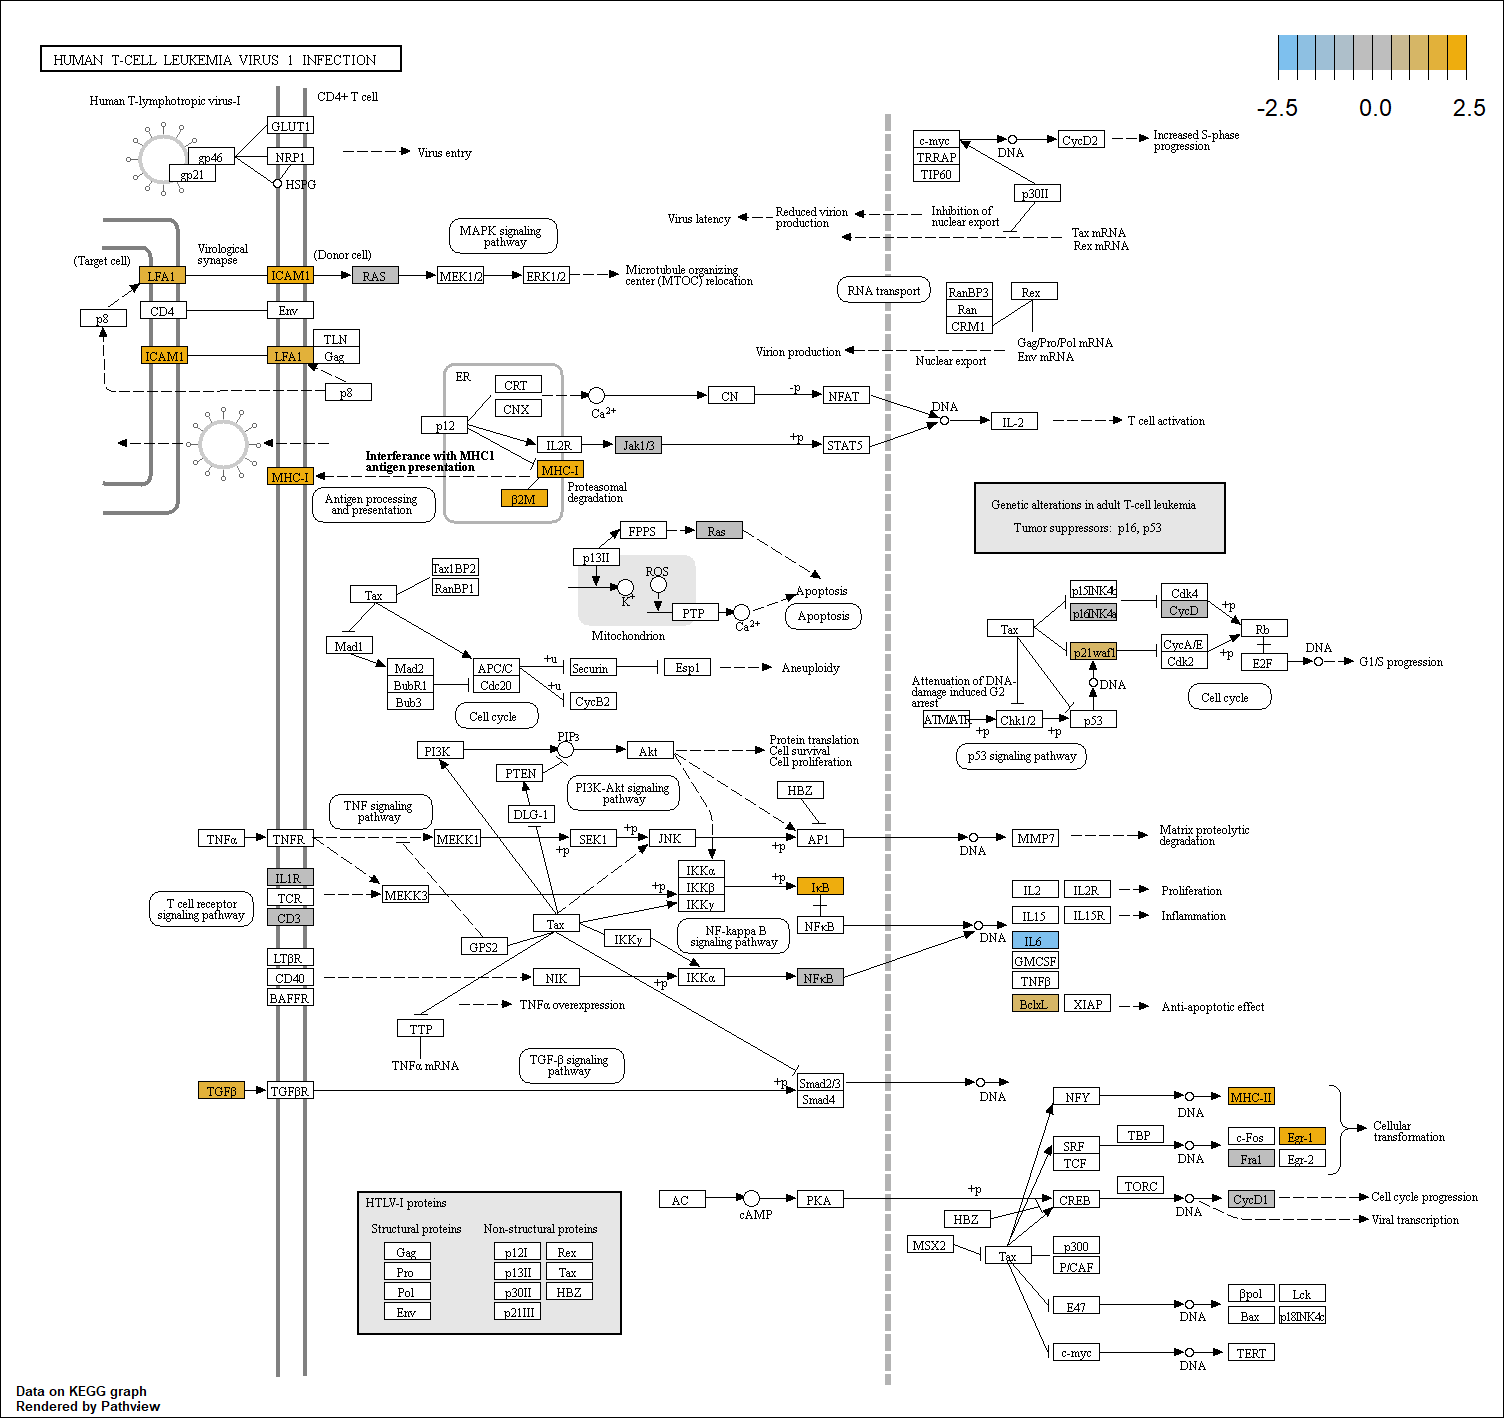 HUMAN T-CELL LEUKEMIA VIRUS 1 INFECTION
-2.5 0.0 2.5
Human T-lymphotropic virus-I
CD4+ T cell
GLUT1
gp46
NRP1
gp21
HSPG
Virus entry
c-myc
TRRAP
TIP60
DNA
CycD2
Increased S-phase
progression
p30II
Virus latency
Reduced virion
production
Inhibition of
nuclear export
Tax mRNA
Rex mRNA
MAPK signaling
pathway
(Target cell)
Virological
synapse
(Donor cell)
LFA1
ICAM1
RAS
MEK1/2
ERK1/2
Microtubule organizing
center (MTOC) relocation
RNA transport
RanBP3
Ran
CRM1
Rex
p8
CD4
Env
TLN
Gag
ICAM1
LFA1
p8
Virion production
Nuclear export
Gag/Pro/Pol mRNA
Env mRNA
ER
CRT
CNX
Ca2+
CN
-p
NFAT
p12
IL2R
Jak1/3
+p
STAT5
DNA
IL-2
T cell activation
Interferance with MHC1
antigen presentation
MHC-I
MHC-I
β2M
Proteasomal
degradation
Antigen processing
and presentation
Genetic alterations in adult T-cell leukemia
Tumor suppressors: p16, p53
FPPS
Ras
p13II
ROS
K+
PTP
Ca2+
Mitochondrion
Apoptosis
Apoptosis
Tax1BP2
RanBP1
Tax
Mad1
Mad2
BubR1
Bub3
APC/C
Cdc20
+u
Securin
Esp1
Aneuploidy
+u
CycB2
Cell cycle
p15INK4c
p16INK4a
Cdk4
CycD
+p
Tax
p21waf1
CycA/E
Cdk2
+p
Rb
E2F
DNA
G1/S progression
Attenuation of DNA-
damage induced G2
arrest
DNA
ATM/ATR
+p
Chk1/2
+p
p53
Cell cycle
p53 signaling pathway
PI3K
PIP3
Akt
Protein translation
Cell survival
Cell proliferation
PTEN
PI3K-Akt signaling
pathway
DLG-1
HBZ
TNF signaling
pathway
TNFα
TNFR
MEKK1
+p
SEK1
+p
JNK
+p
AP1
DNA
MMP7
Matrix proteolytic
degradation
IL1R
TCR
CD3
T cell receptor
signaling pathway
MEKK3
+p
IKKα
IKKβ
IKKγ
+p
IκB
NFκB
Tax
GPS2
IKKγ
NF-kappa B
signaling pathway
DNA
IL2
IL2R
Proliferation
IL15
IL15R
Inflammation
IL6
GMCSF
TNFβ
BclxL
XIAP
Anti-apoptotic effect
LTβR
CD40
BAFFR
NIK
+p
IKKα
NFκB
TNFα overexpression
TTP
TNFα mRNA
TGF-β signaling
pathway
TGFβ
TGFβR
+p
Smad2/3
Smad4
DNA
NFY
DNA
MHC-II
SRF
TCF
TBP
DNA
c-Fos
Egr-1
Fra1
Egr-2
Cellular
transformation
AC
cAMP
PKA
+p
CREB
TORC
DNA
CycD1
Cell cycle progression
Viral transcription
HBZ
MSX2
Tax
p300
P/CAF
E47
DNA
βpol
Lck
Bax
p18INK4c
c-myc
DNA
TERT
HTLV-I proteins
Structural proteins
Non-structural proteins
Gag
p12I
Rex
Pro
p13II
Tax
Pol
p30II
HBZ
Env
p21III
Data on KEGG graph
Rendered by Pathview